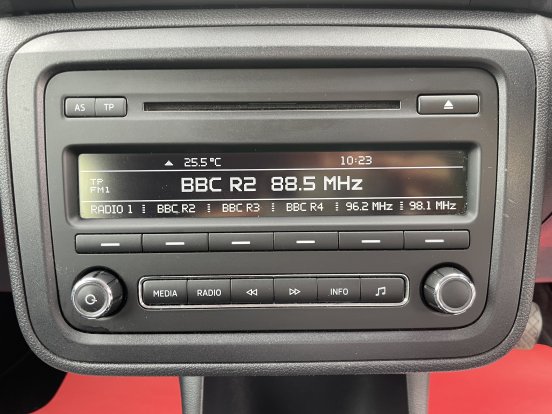 AS TP
25.5°C 10:23
TP
FM1
BBC R2 88.5 MHz
RADIO 1 BBC R2 BBC R3 BBC R4 96.2 MHz 98.1 MHz
MEDIA RADIO INFO